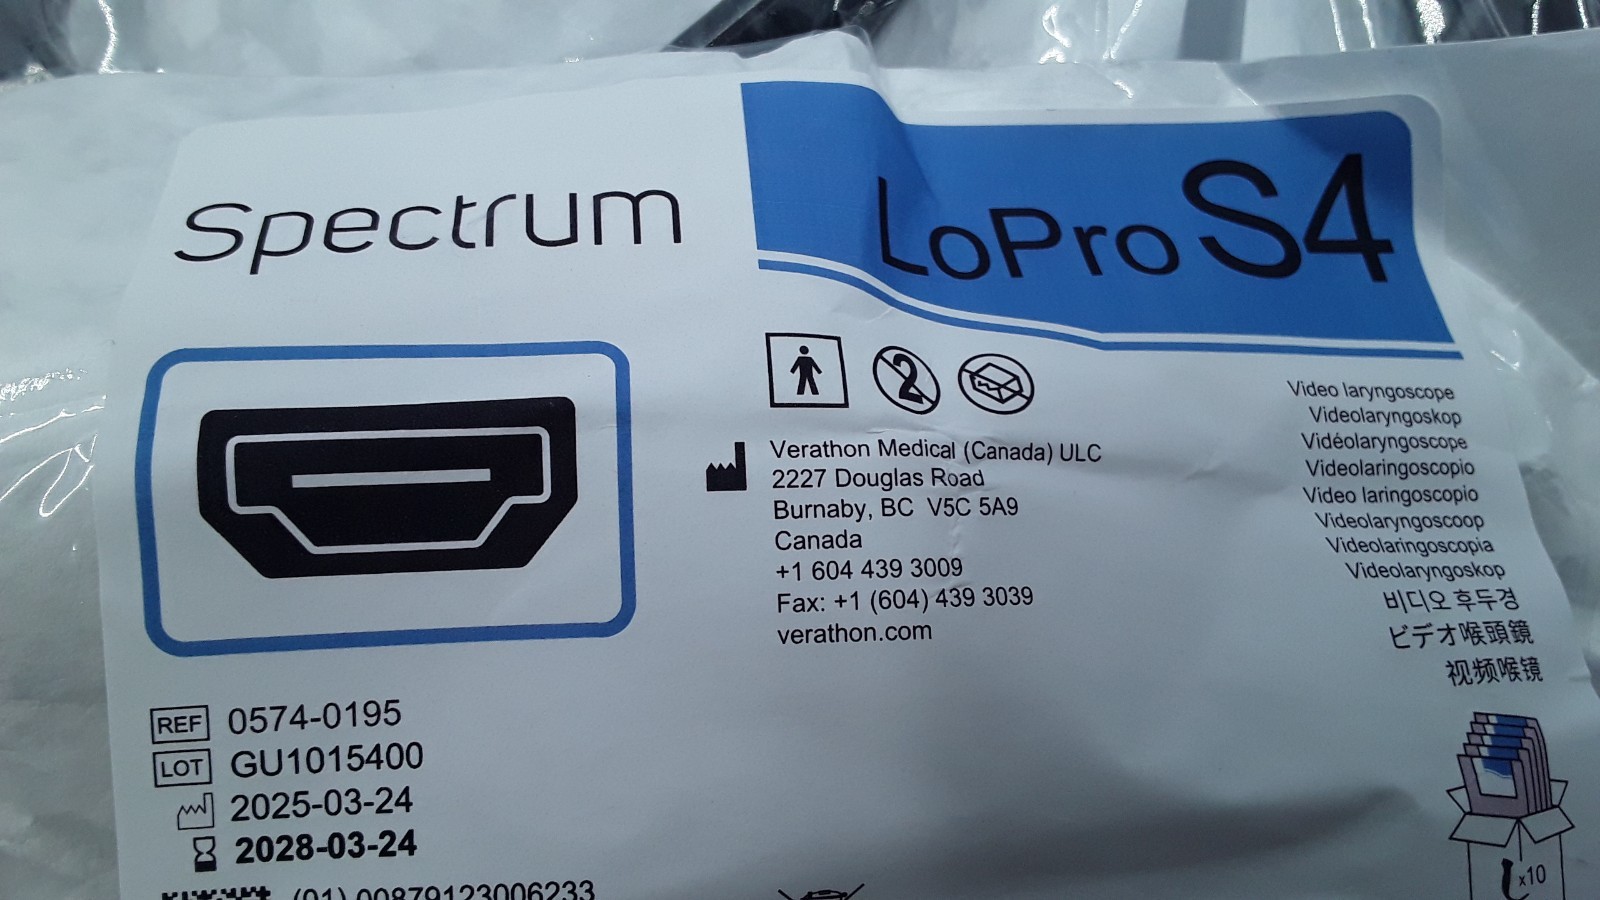 Spectrum
LoPro S4
2
Verathon Medical (Canada) ULC
2227 Douglas Road
Burnaby, BC V5C 5A9
Canada
+1 604 439 3009
Fax: +1 (604) 439 3039
verathon.com
Video laryngoscope
Videolaryngoskop
Vidéolaryngoscope
Videolaringoscopio
Video laringoscopio
Videolaryngoscoop
Videolaringoscopia
Videolaryngoskop
비디오 후두경
ビデオ喉頭鏡
视频喉镜
REF 0574-0195
LOT GU1015400
2025-03-24
2028-03-24
(01) 00879123006233
x10